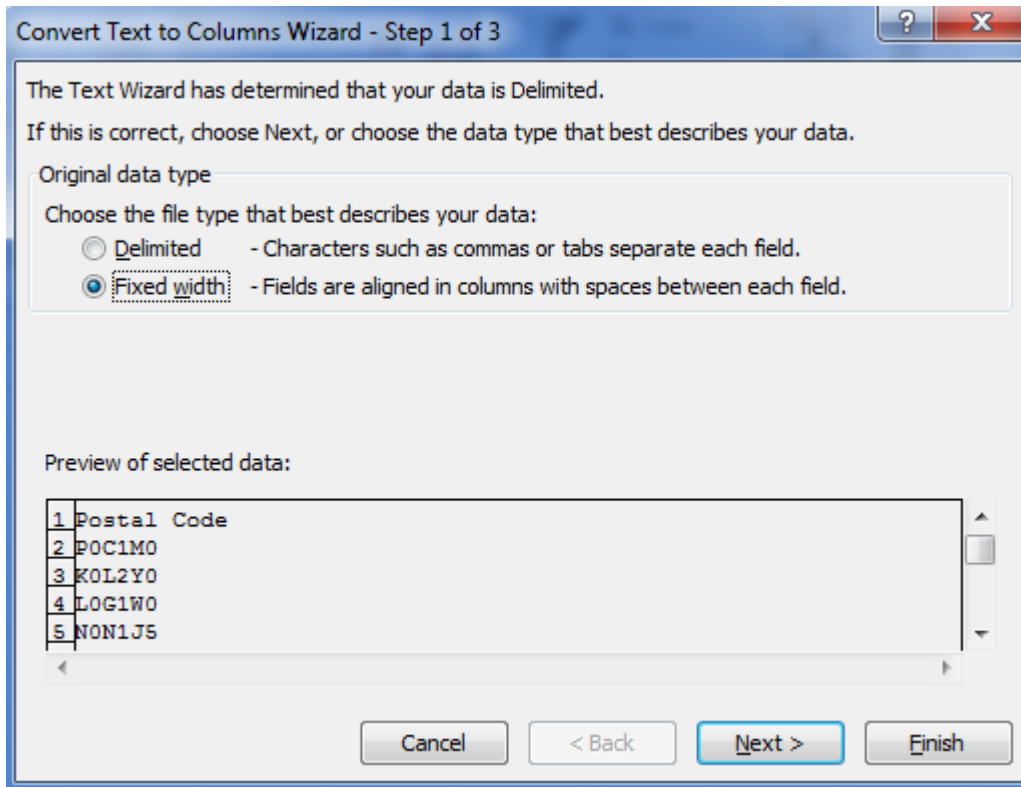 Convert Text to Columns Wizard - Step 1 of 3
?
The Text Wizard has determined that your data is Delimited.
If this is correct, choose Next, or choose the data type that best describes your data.
Original data type
Choose the file type that best describes your data:
Delimited - Characters such as commas or tabs separate each field.
Fixed width - Fields are aligned in columns with spaces between each field.
Preview of selected data:
1 Postal Code
2 P0C1M0
3 K0L2Y0
4 L0G1W0
5 N0N1J5
Cancel < Back Next > Finish